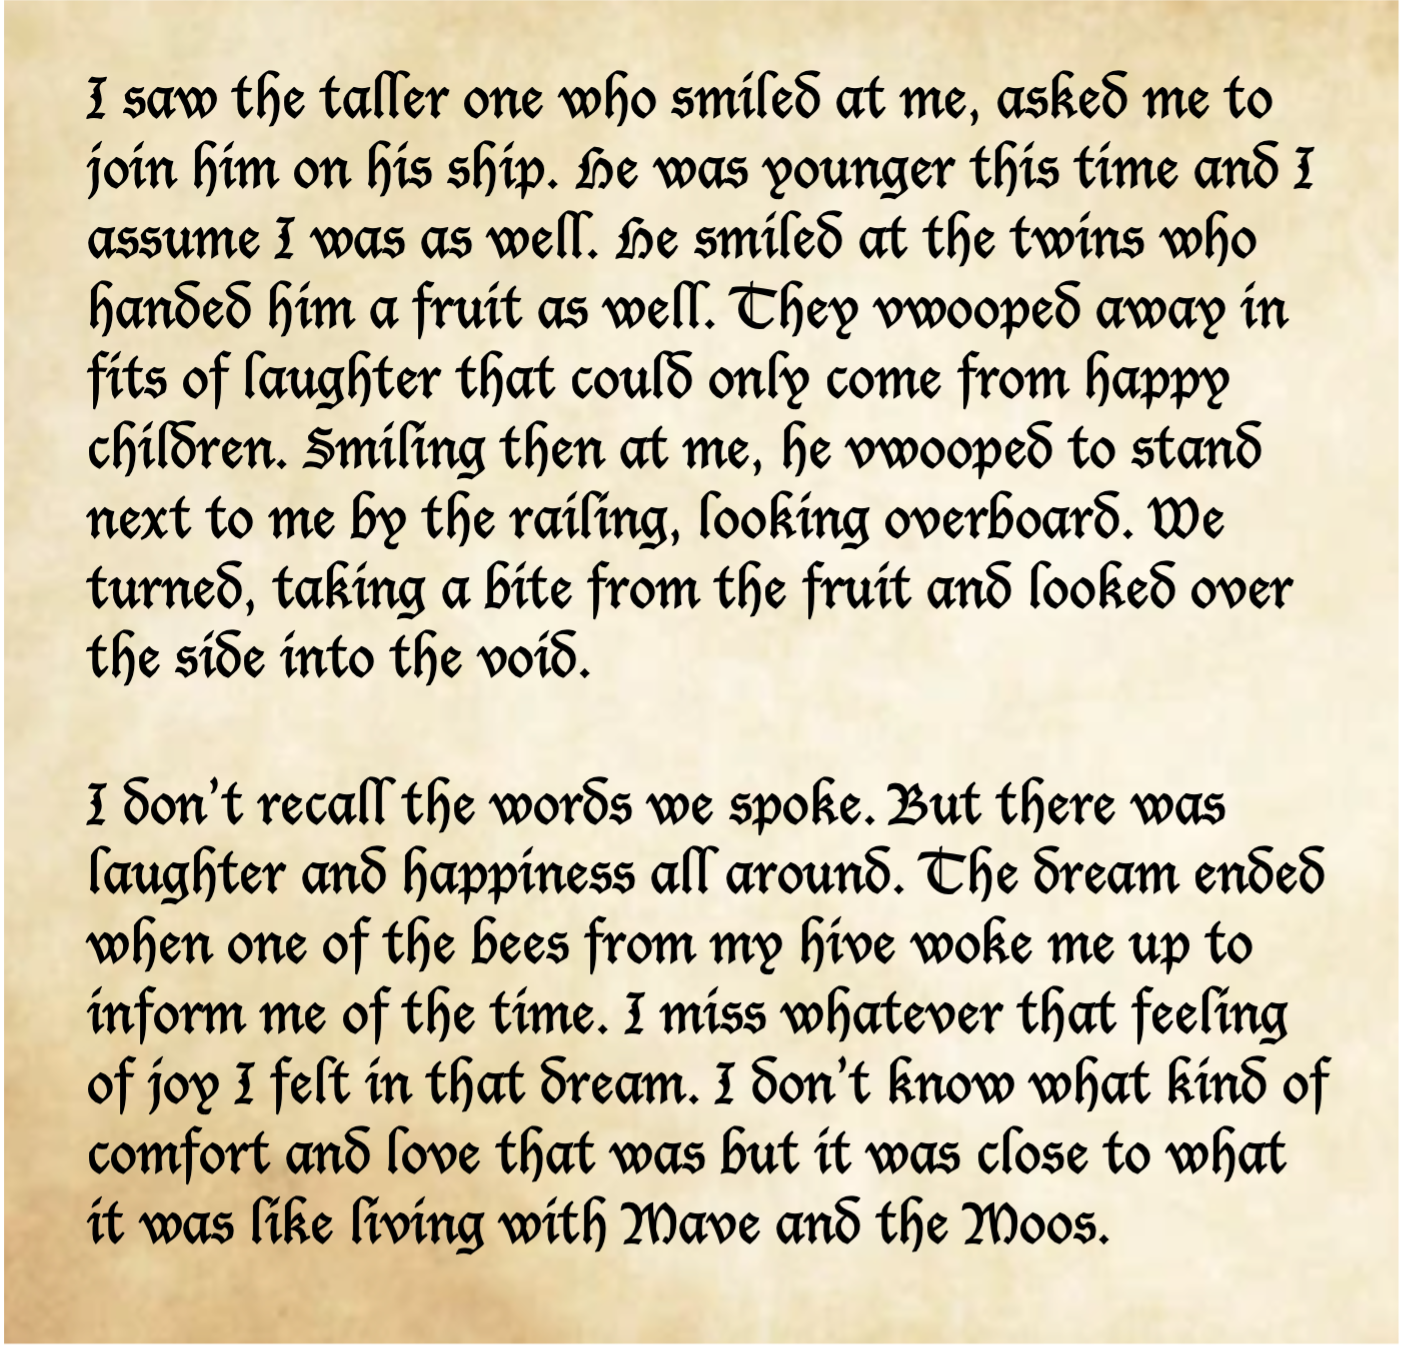 I saw the taller one who smiled at me, asked me to
join him on his ship. He was younger this time and I
assume I was as well. He smiled at the twins who
handed him a fruit as well. They vwooped away in
fits of laughter that could only come from happy
children. Smiling then at me, he vwooped to stand
next to me by the railing, looking overboard. We
turned, taking a bite from the fruit and looked over
the side into the void.
I don't recall the words we spoke. But there was
laughter and happiness all around. The dream ended
when one of the bees from my hive woke me up to
inform me of the time. I miss whatever that feeling
of joy I felt in that dream. I don't know what kind of
comfort and love that was but it was close to what
it was like living with Mave and the Moos.